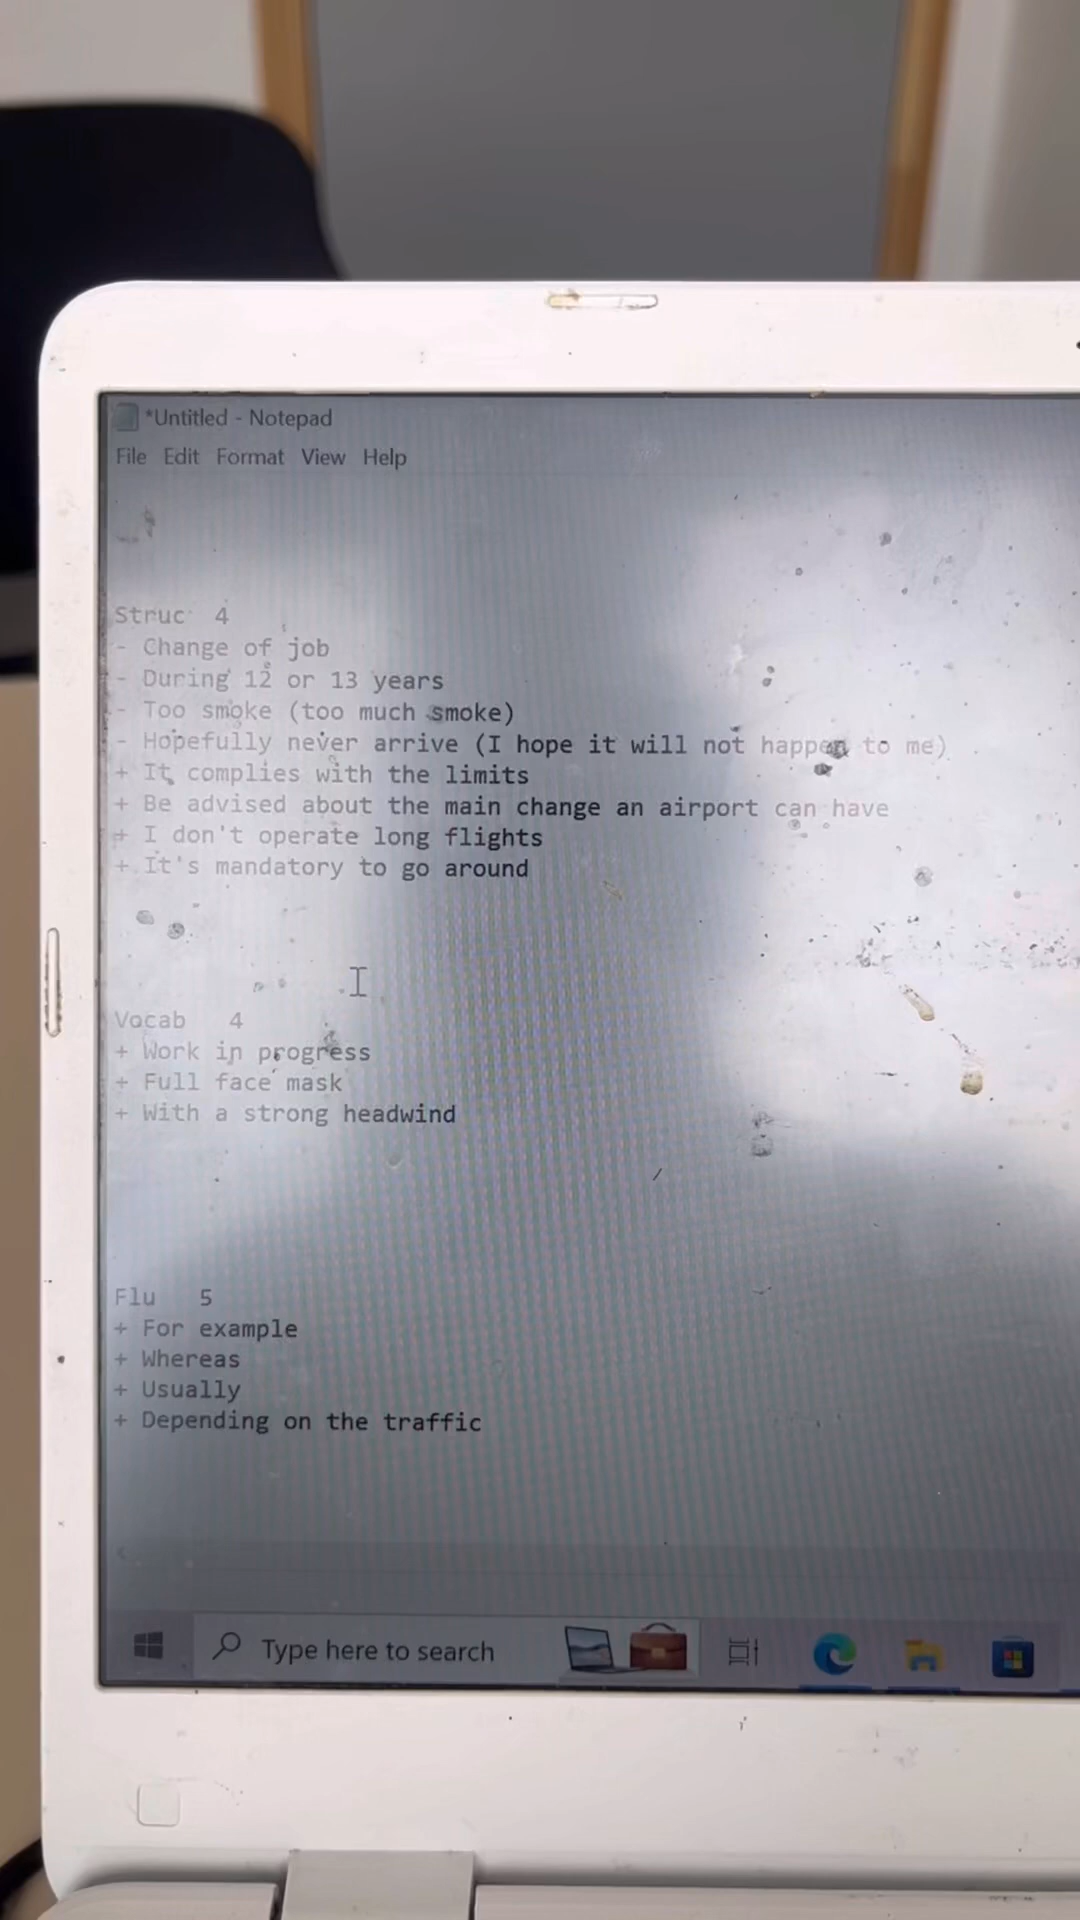 *Untitled - Notepad
File Edit Format View Help
Struc 4
- Change of job
- During 12 or 13 years
- Too smoke (too much smoke)
- Hopefully never arrive (I hope it will not happen to me)
+ It complies with the limits
+ Be advised about the main change an airport can have
+ I don't operate long flights
+ It's mandatory to go around
Vocab 4
+ Work in progress
+ Full face mask
+ With a strong headwind
Flu 5
+ For example
+ Whereas
+ Usually
+ Depending on the traffic
Type here to search